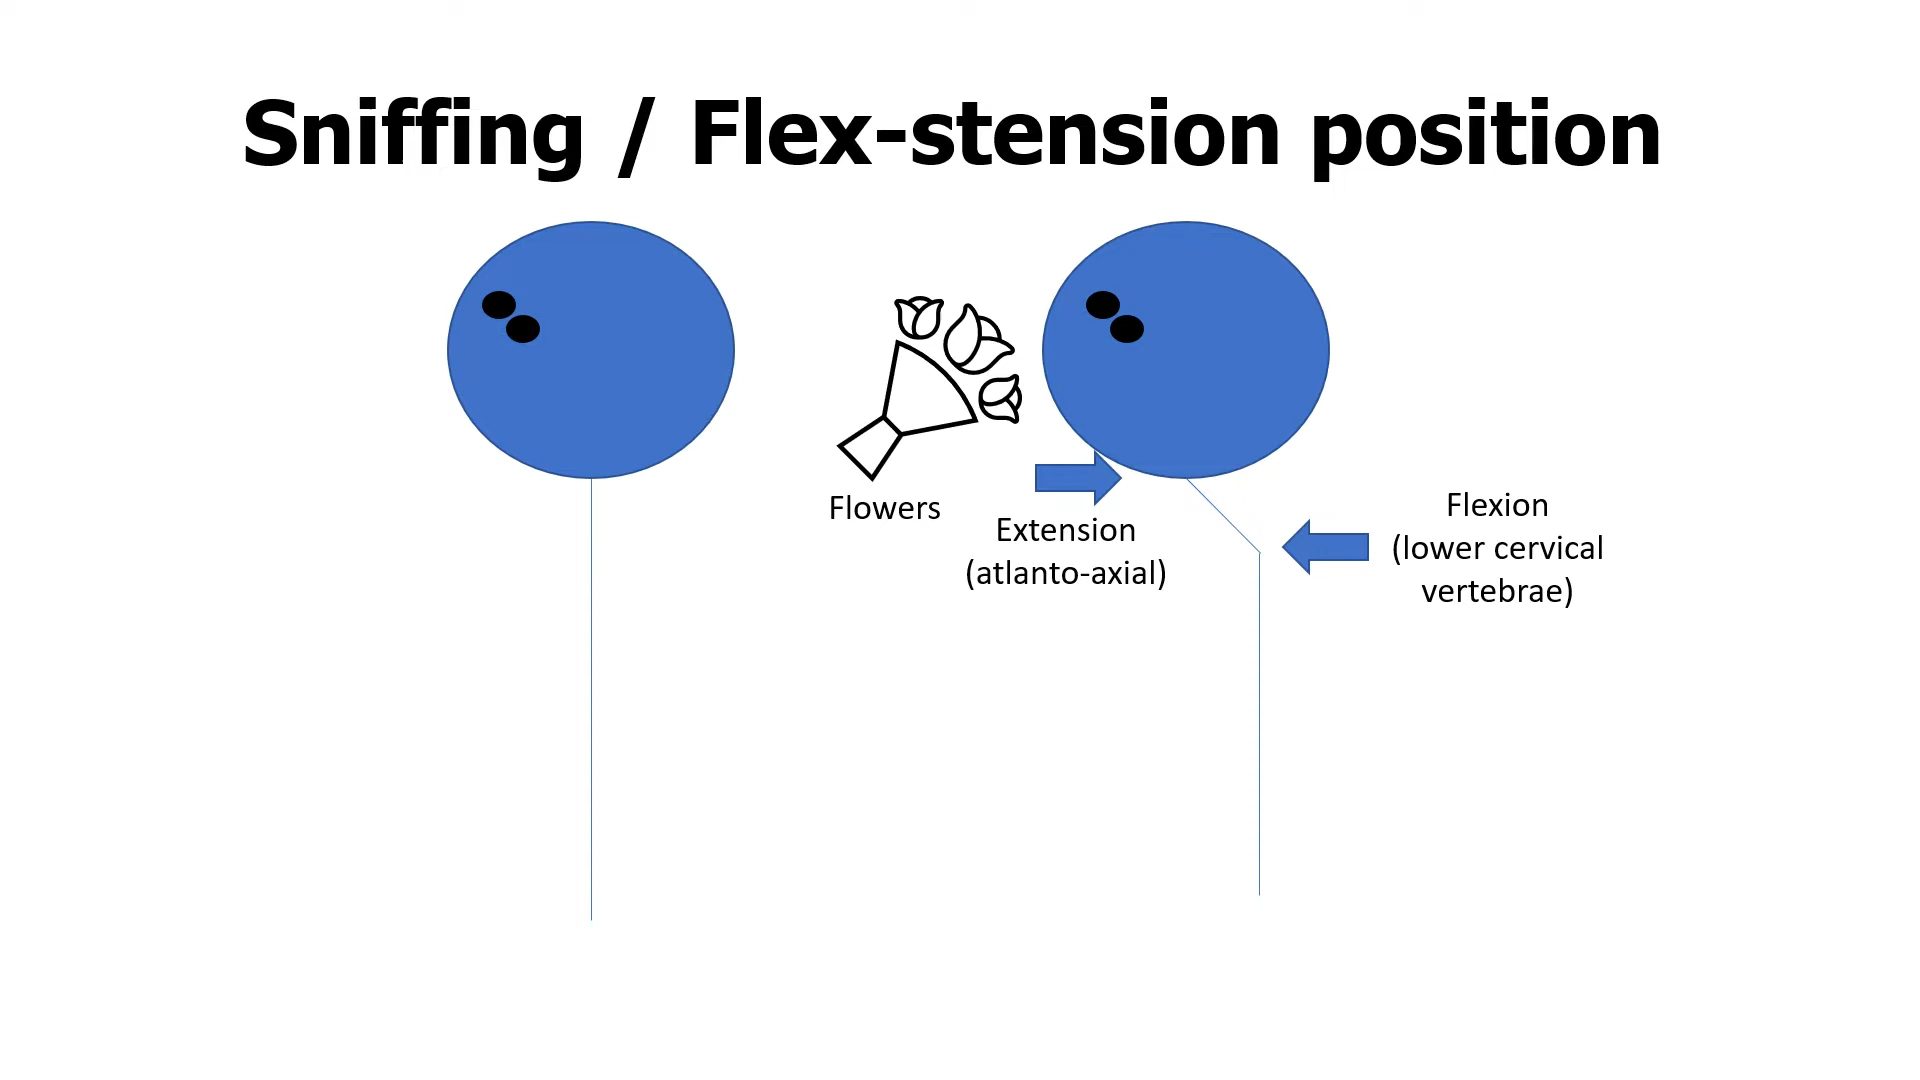 Sniffing / Flex-stension position
Flowers
Extension
(atlanto-axial)
Flexion
(lower cervical
vertebrae)